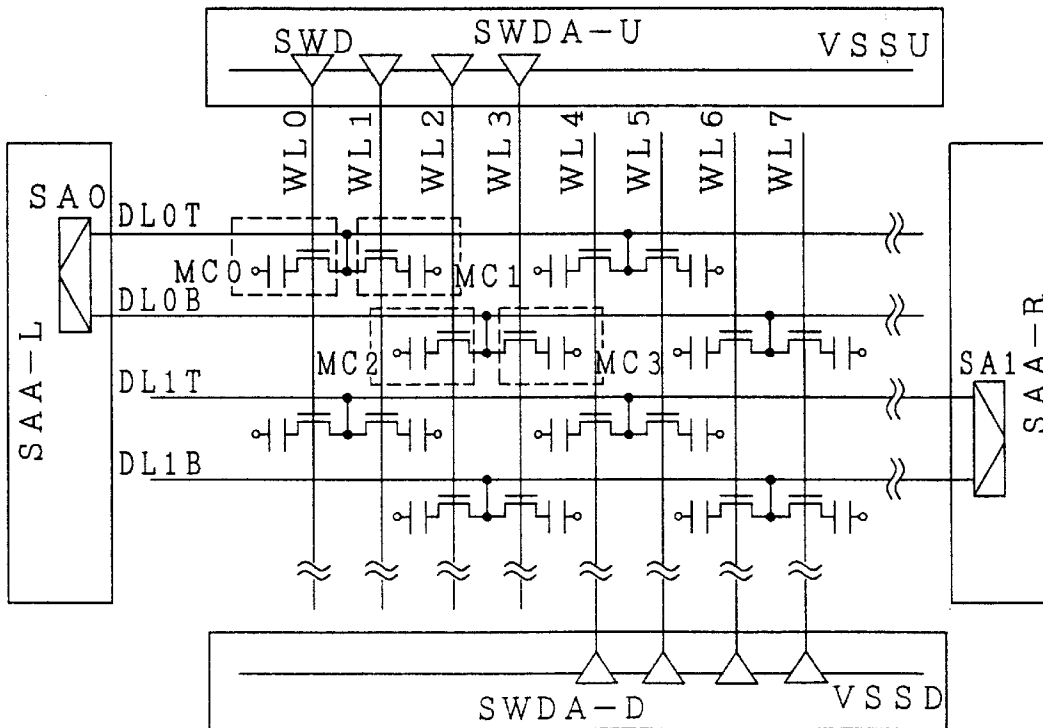 SWD
SWDA-U
VSSU
WL0
WL1
WL2
WL3
WL4
WL5
WL6
WL7
SA0
DL0T
MC0
MC1
DL0B
MC2
MC3
SA1
DL1T
DL1B
SAA-L
SAA-R
SWDA-D
VSSD